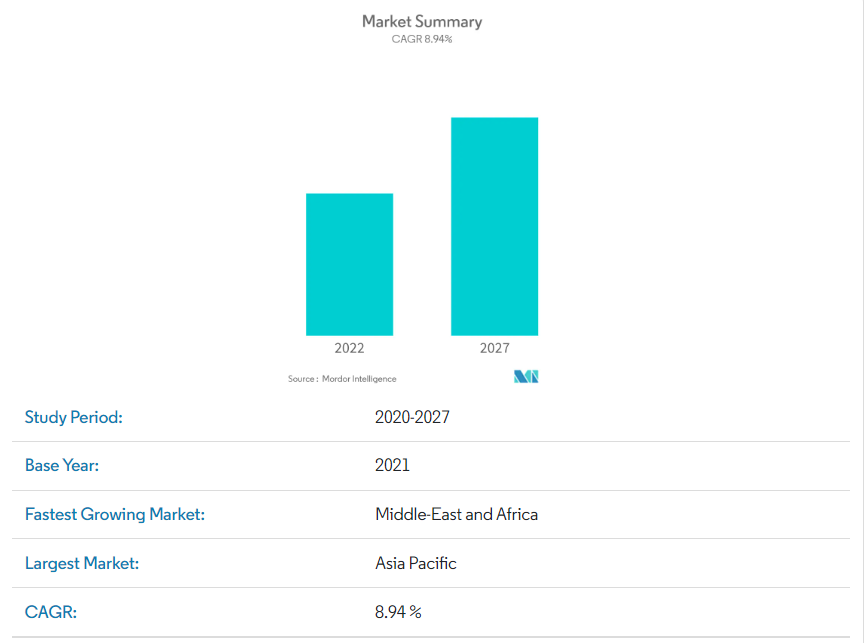 Market Summary
CAGR 8.94%
2022 2027
Source : Mordor Intelligence
Study Period: 2020-2027
Base Year: 2021
Fastest Growing Market: Middle-East and Africa
Largest Market: Asia Pacific
CAGR: 8.94 %